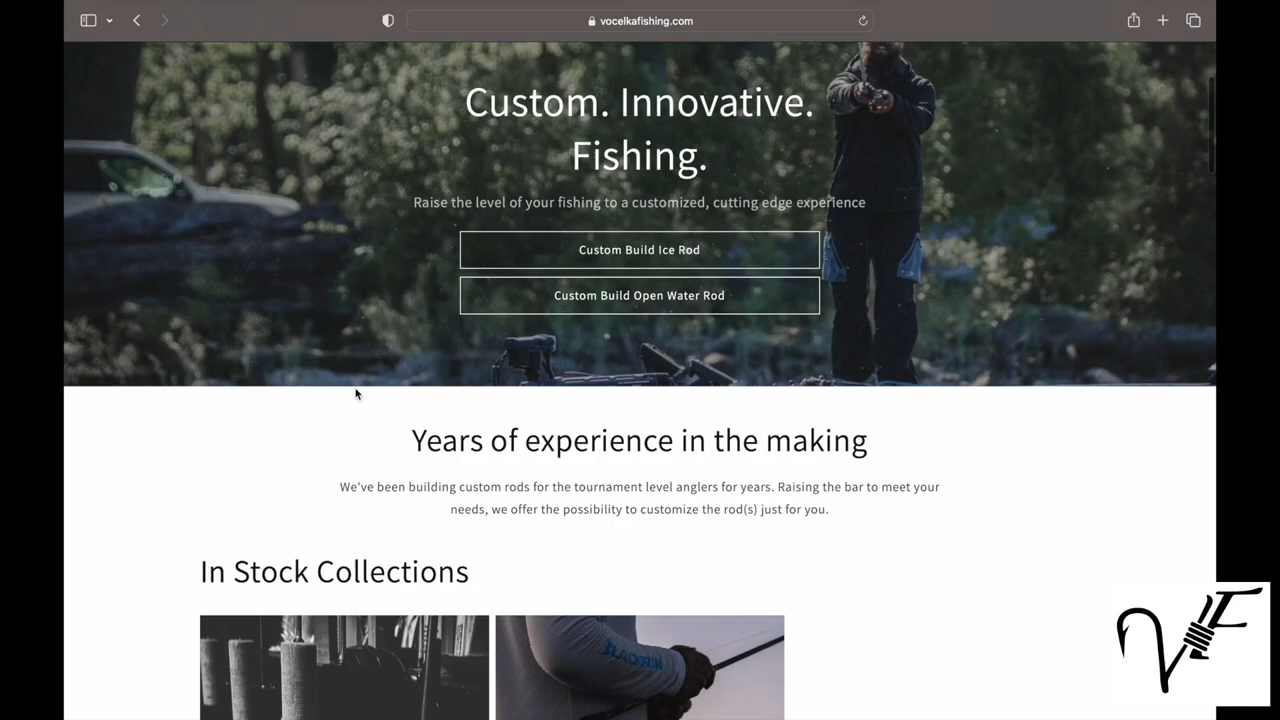 vocelkafishing.com
Custom. Innovative.
Fishing.
Raise the level of your fishing to a customized, cutting edge experience
Custom Build Ice Rod
Custom Build Open Water Rod
Years of experience in the making
We've been building custom rods for the tournament level anglers for years. Raising the bar to meet your
needs, we offer the possibility to customize the rod(s) just for you.
In Stock Collections
BLACKFISH
VF